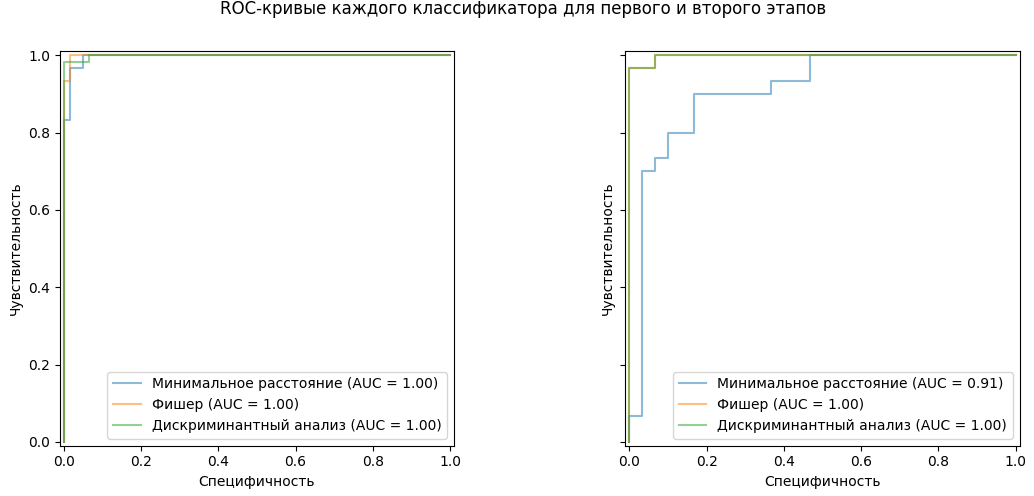 ROC-кривые каждого классификатора для первого и второго этапов
1.0
0.8
0.6
0.4
0.2
0.0
Чувствительность
Минимальное расстояние (AUC = 1.00)
Фишер (AUC = 1.00)
Дискриминантный анализ (AUC = 1.00)
0.0 0.2 0.4 0.6 0.8 1.0
Специфичность
Чувствительность
Минимальное расстояние (AUC = 0.91)
Фишер (AUC = 1.00)
Дискриминантный анализ (AUC = 1.00)
0.0 0.2 0.4 0.6 0.8 1.0
Специфичность